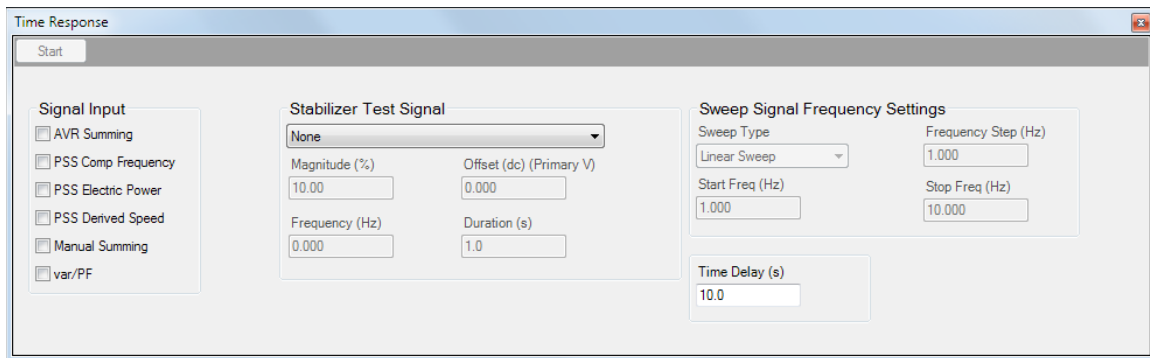 Time Response
Start
Signal Input
AVR Summing
PSS Comp Frequency
PSS Electric Power
PSS Derived Speed
Manual Summing
var/PF
Stabilizer Test Signal
None
Magnitude (%)
Offset (dc) (Primary V)
10.00
0.000
Frequency (Hz)
Duration (s)
0.000
1.0
Sweep Signal Frequency Settings
Sweep Type
Frequency Step (Hz)
Linear Sweep
1.000
Start Freq (Hz)
Stop Freq (Hz)
1.000
10.000
Time Delay (s)
10.0